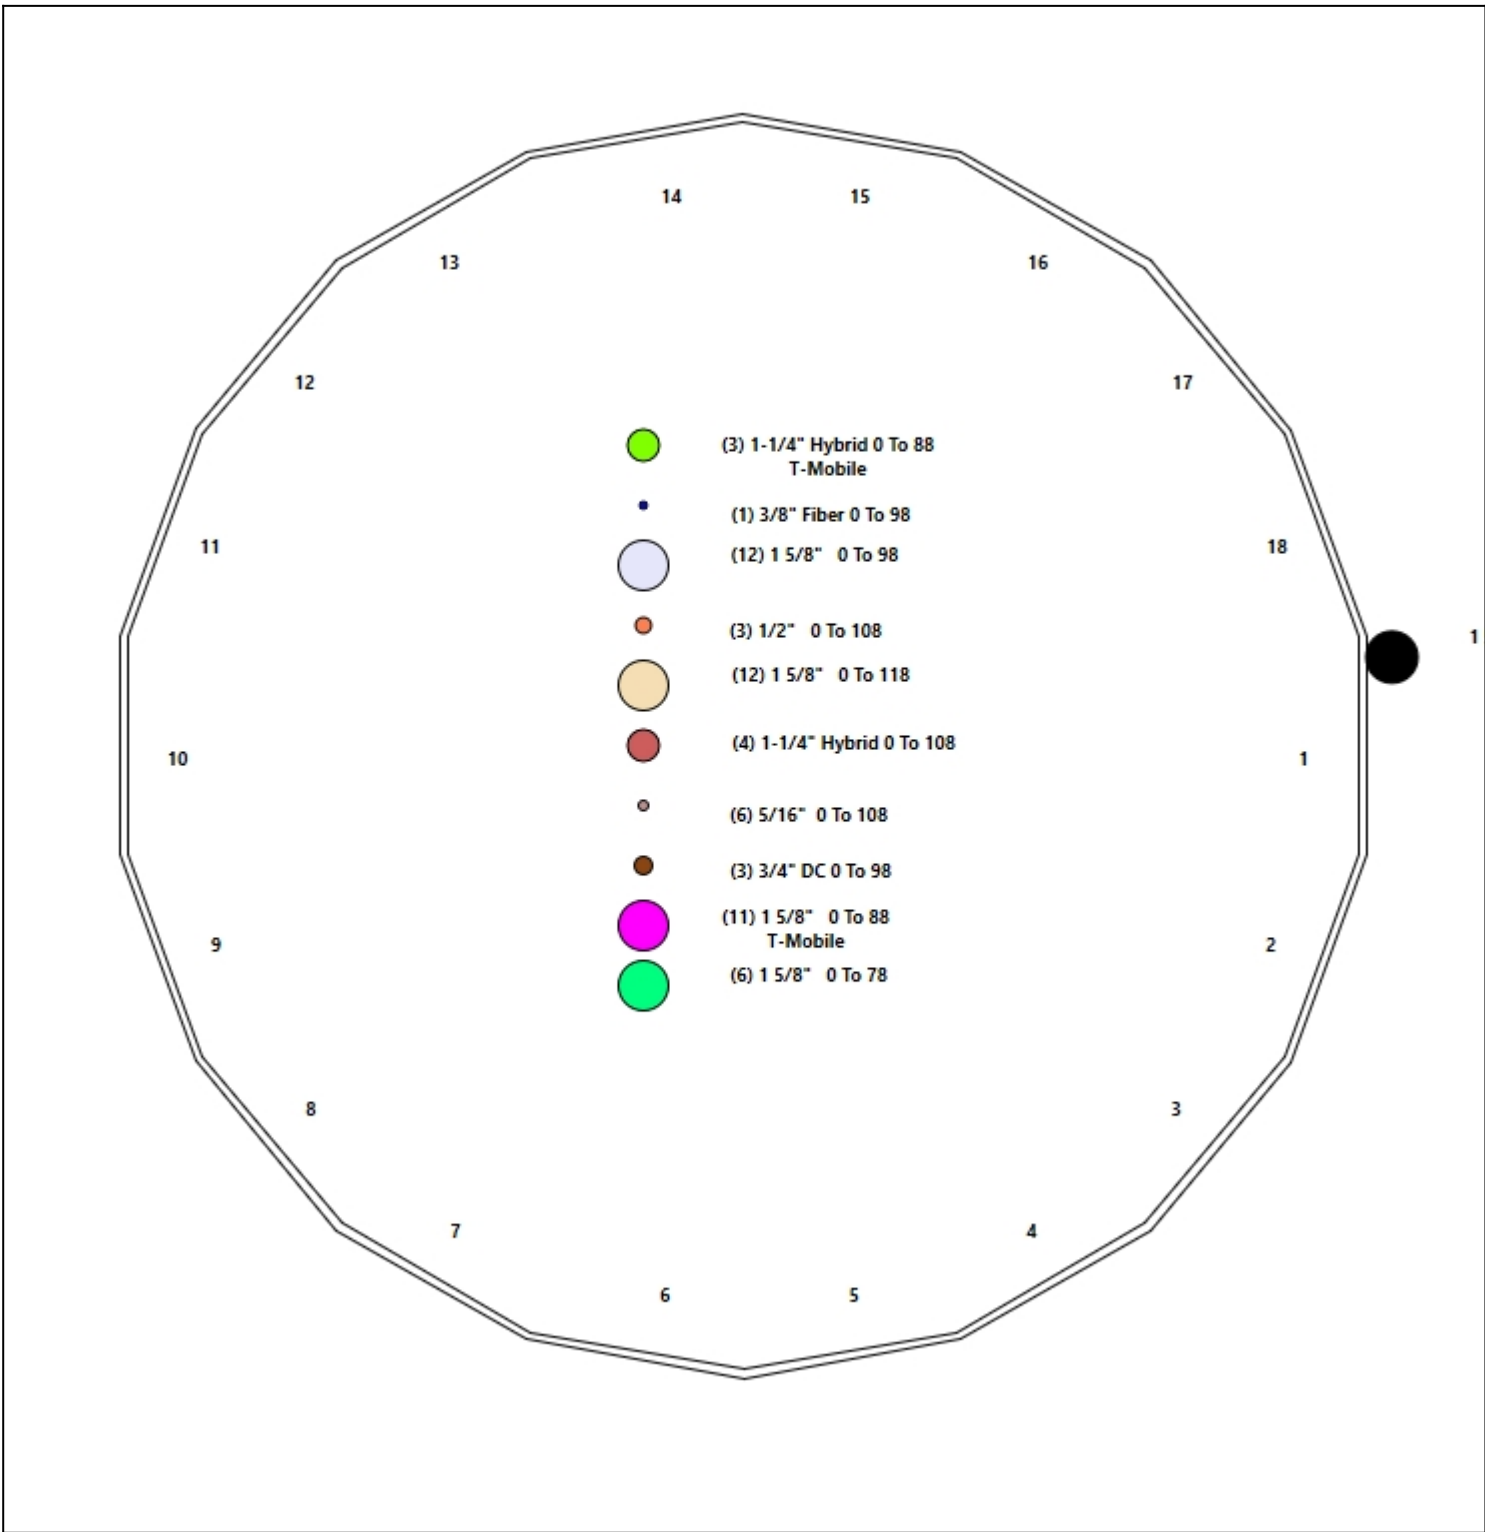 14
15
13
16
12
17
(3) 1-1/4" Hybrid 0 To 88
T-Mobile
(1) 3/8" Fiber 0 To 98
11
(12) 1 5/8" 0 To 98
18
(3) 1/2" 0 To 108
1
(12) 1 5/8" 0 To 118
(4) 1-1/4" Hybrid 0 To 108
10
1
(6) 5/16" 0 To 108
(3) 3/4" DC 0 To 98
(11) 1 5/8" 0 To 88
T-Mobile
9
2
(6) 1 5/8" 0 To 78
8
3
7
4
6
5